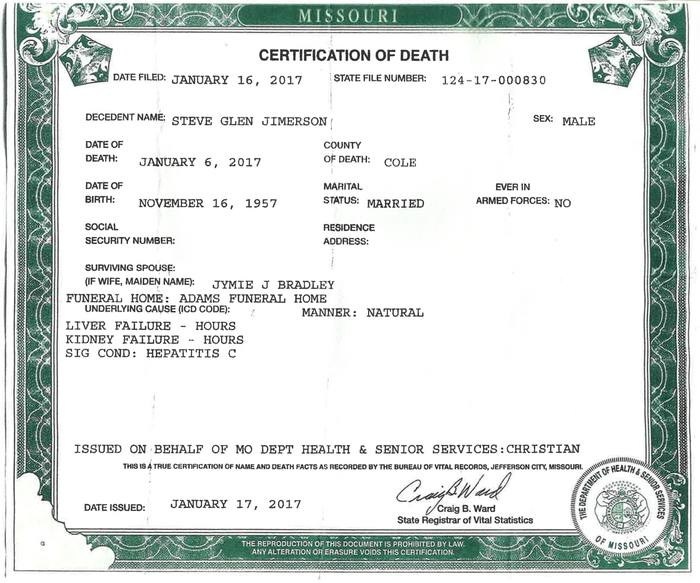 MISSOURI
CERTIFICATION OF DEATH
DATE FILED: JANUARY 16, 2017 STATE FILE NUMBER: 124-17-000830
DECEDENT NAME: STEVE GLEN JIMERSON SEX: MALE
DATE OF COUNTY
DEATH: JANUARY 6, 2017 OF DEATH: COLE
DATE OF MARITAL EVER IN
BIRTH: NOVEMBER 16, 1957 STATUS: MARRIED ARMED FORCES: NO
SOCIAL RESIDENCE
SECURITY NUMBER: ADDRESS:
SURVIVING SPOUSE:
(IF WIFE, MAIDEN NAME): JYMIE J BRADLEY
FUNERAL HOME: ADAMS FUNERAL HOME
UNDERLYING CAUSE (ICD CODE): MANNER: NATURAL
LIVER FAILURE - HOURS
KIDNEY FAILURE - HOURS
SIG COND: HEPATITIS C
ISSUED ON BEHALF OF MO DEPT HEALTH & SENIOR SERVICES:CHRISTIAN
THIS IS A TRUE CERTIFICATION OF NAME AND DEATH FACTS AS RECORDED BY THE BUREAU OF VITAL RECORDS, JEFFERSON CITY, MISSOURI.
Craig B. Ward
DATE ISSUED: JANUARY 17, 2017 Craig B. Ward
State Registrar of Vital Statistics
THE DEPARTMENT OF HEALTH & SENIOR SERVICES
OF MISSOURI
THE REPRODUCTION OF THIS DOCUMENT IS PROHIBITED BY LAW.
ANY ALTERATION OR ERASURE VOIDS THIS CERTIFICATION.